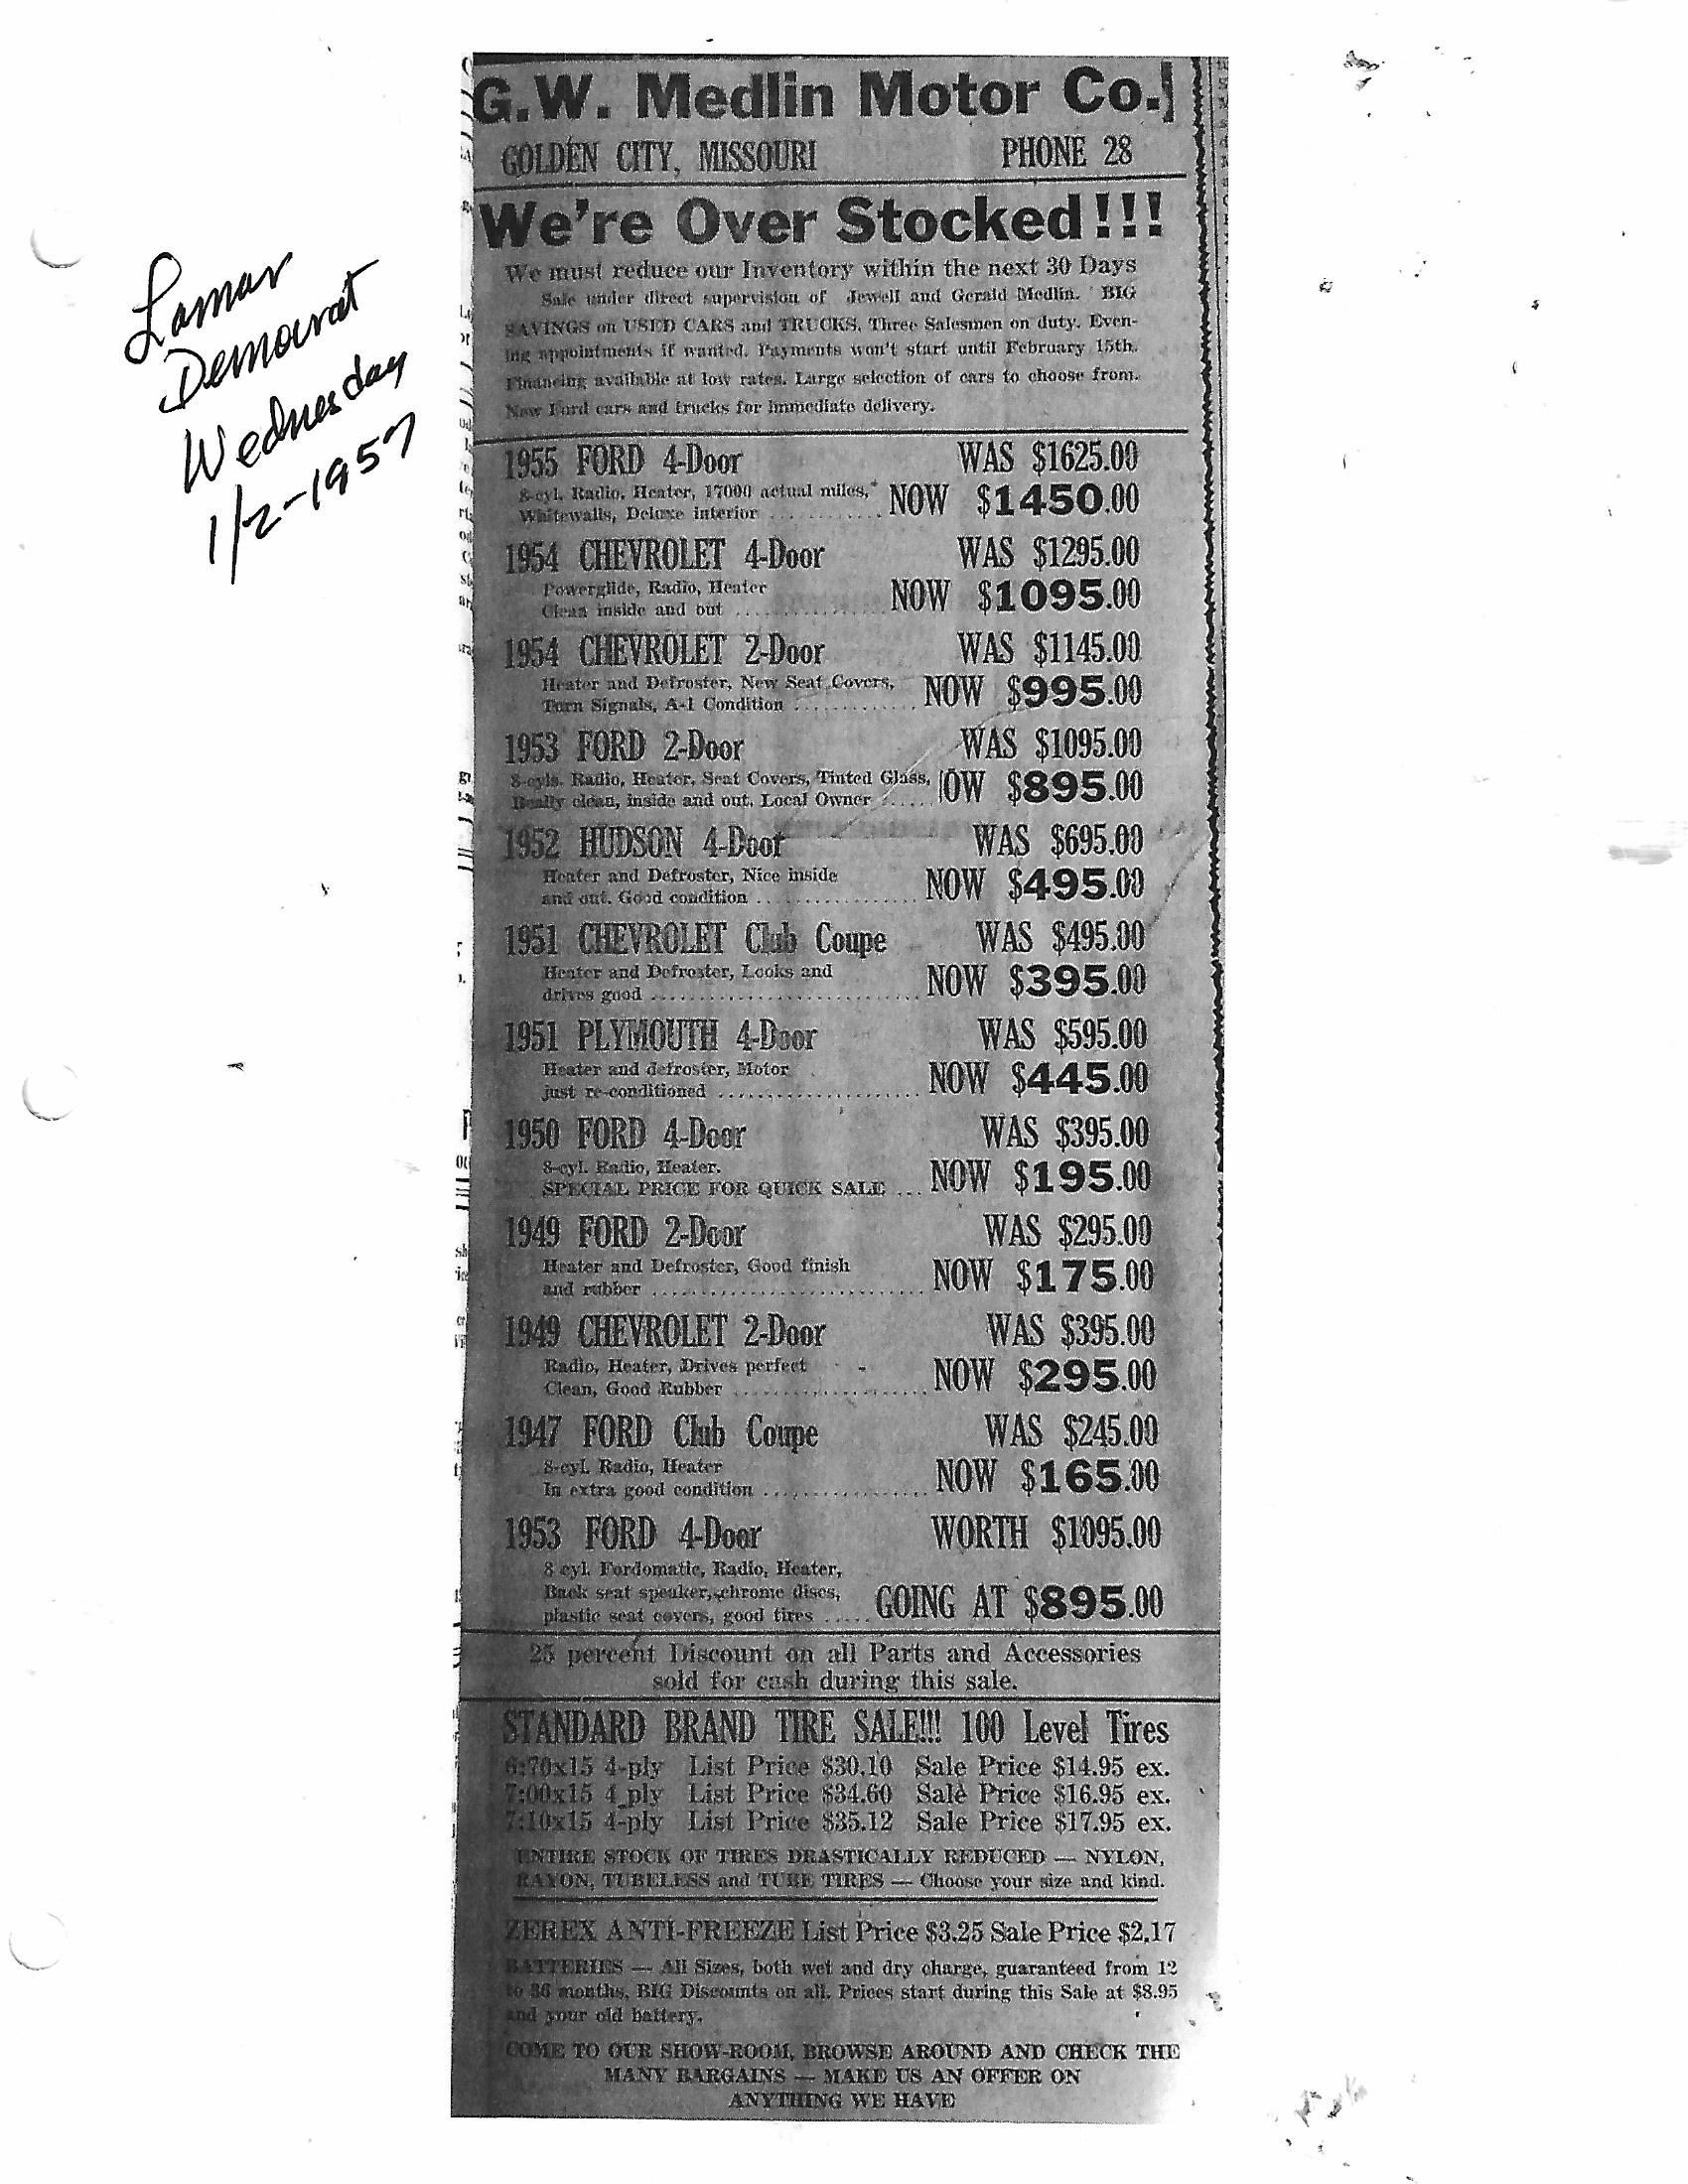 Lamar
Democrat
Wednesday
1/2-1957
G.W. Medlin Motor Co.
GOLDEN CITY, MISSOURI PHONE 28
We're Over Stocked!!!
We must reduce our Inventory within the next 30 Days
Sale under direct supervision of Jewell and Gerald Medlin. BIG
SAVINGS on USED CARS and TRUCKS. Three Salesmen on duty. Even-
ing appointments if wanted. Payments won't start until February 15th.
Financing available at low rates. Large selection of cars to choose from.
New Ford cars and trucks for immediate delivery.
1955 FORD 4-Door WAS $1625.00
8-cyl. Radio, Heater, 17000 actual miles, NOW $1450.00
Whitewalls, Deluxe interior
1954 CHEVROLET 4-Door WAS $1295.00
Powerglide, Radio, Heater NOW $1095.00
Clean inside and out
1954 CHEVROLET 2-Door WAS $1145.00
Heater and Defroster, New Seat Covers, NOW $995.00
Turn Signals, A-1 Condition
1953 FORD 2-Door WAS $1095.00
8-cyls. Radio, Heater, Seat Covers, Tinted Glass, OW $895.00
Really clean, inside and out. Local Owner
1952 HUDSON 4-Door WAS $695.00
Heater and Defroster, Nice inside NOW $495.00
and out. Good condition
1951 CHEVROLET Club Coupe WAS $495.00
Heater and Defroster, Looks and NOW $395.00
drives good
1951 PLYMOUTH 4-Door WAS $595.00
Heater and defroster, Motor NOW $445.00
just re-conditioned
1950 FORD 4-Door WAS $395.00
8-cyl. Radio, Heater. NOW $195.00
SPECIAL PRICE FOR QUICK SALE
1949 FORD 2-Door WAS $295.00
Heater and Defroster, Good finish NOW $175.00
and rubber
1949 CHEVROLET 2-Door WAS $395.00
Radio, Heater, Drives perfect NOW $295.00
Clean, Good Rubber
1947 FORD Club Coupe WAS $245.00
8-cyl. Radio, Heater NOW $165.00
In extra good condition
1953 FORD 4-Door WORTH $1095.00
8 cyl. Fordomatic, Radio, Heater,
Back seat speaker, chrome discs, GOING AT $895.00
plastic seat covers, good tires
25 percent Discount on all Parts and Accessories
sold for cash during this sale.
STANDARD BRAND TIRE SALE!!! 100 Level Tires
6:70x15 4-ply List Price $30.10 Sale Price $14.95 ex.
7:00x15 4 ply List Price $34.60 Sale Price $16.95 ex.
7:10x15 4-ply List Price $35.12 Sale Price $17.95 ex.
ENTIRE STOCK OF TIRES DRASTICALLY REDUCED — NYLON,
RAYON, TUBELESS and TUBE TIRES — Choose your size and kind.
ZEREX ANTI-FREEZE List Price $3.25 Sale Price $2.17
BATTERIES — All Sizes, both wet and dry charge, guaranteed from 12
to 36 months, BIG Discounts on all. Prices start during this Sale at $8.95
and your old battery.
COME TO OUR SHOW-ROOM, BROWSE AROUND AND CHECK THE
MANY BARGAINS — MAKE US AN OFFER ON
ANYTHING WE HAVE